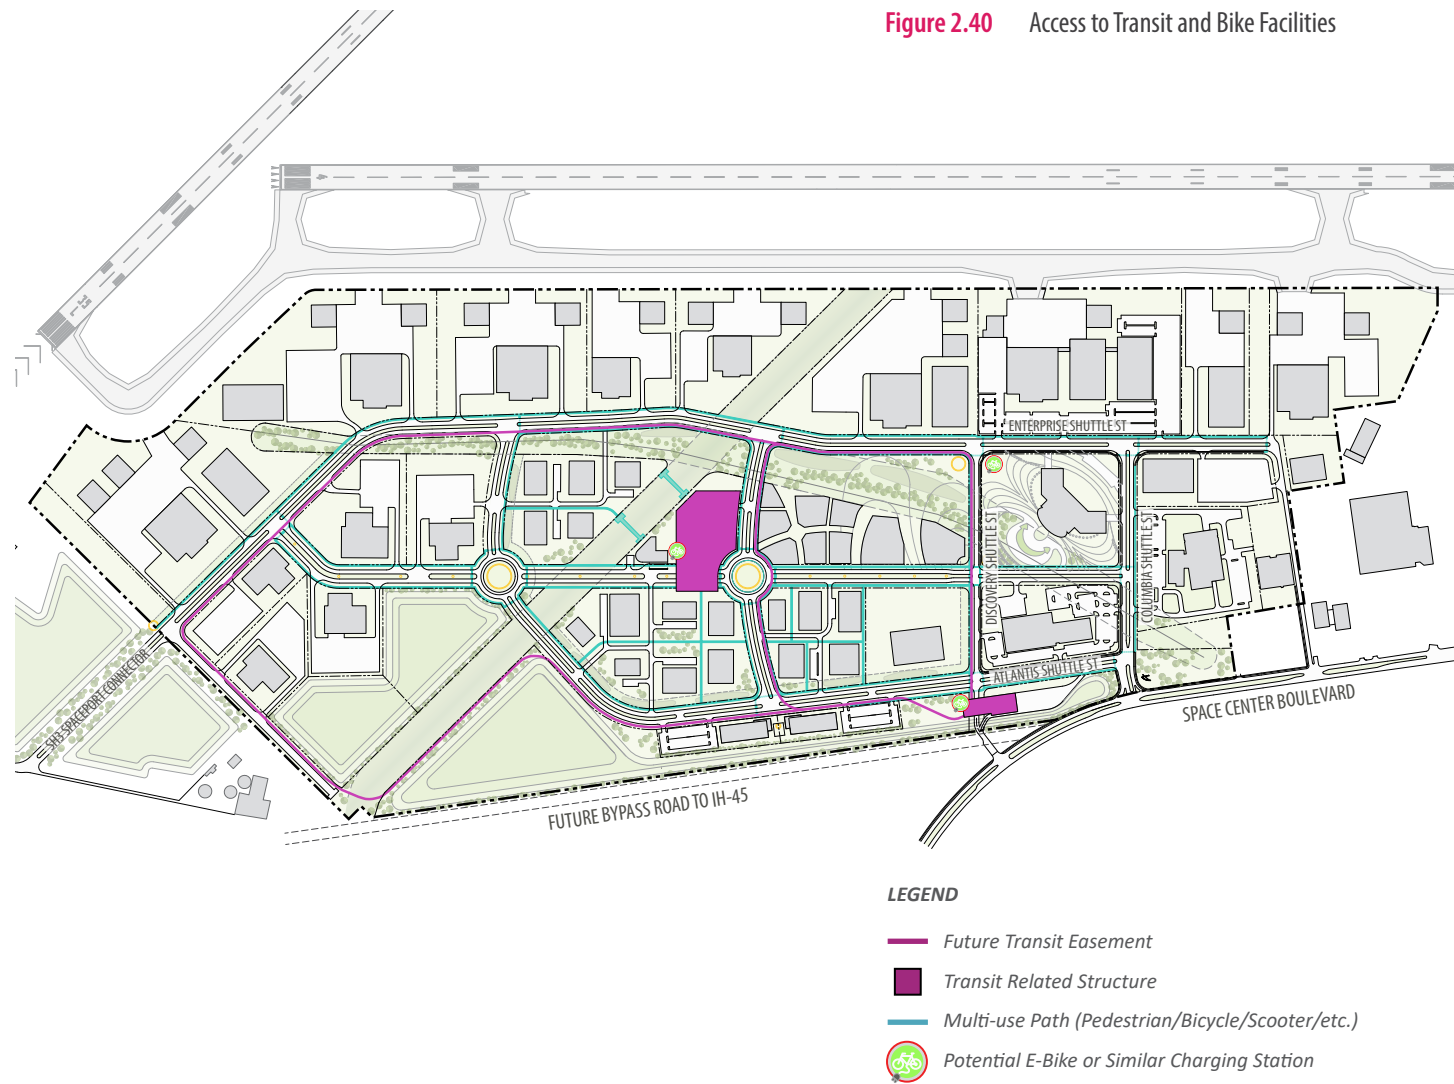 Figure 2.40 Access to Transit and Bike Facilities
ENTERPRISE SHUTTLE ST
DISCOVERY SHUTTLE ST
COLUMBIA SHUTTLE ST
ATLANTIS SHUTTLE ST
SH3 SPACEPORT CONNECTOR
SPACE CENTER BOULEVARD
FUTURE BYPASS ROAD TO IH-45
LEGEND
Future Transit Easement
Transit Related Structure
Multi-use Path (Pedestrian/Bicycle/Scooter/etc.)
Potential E-Bike or Similar Charging Station